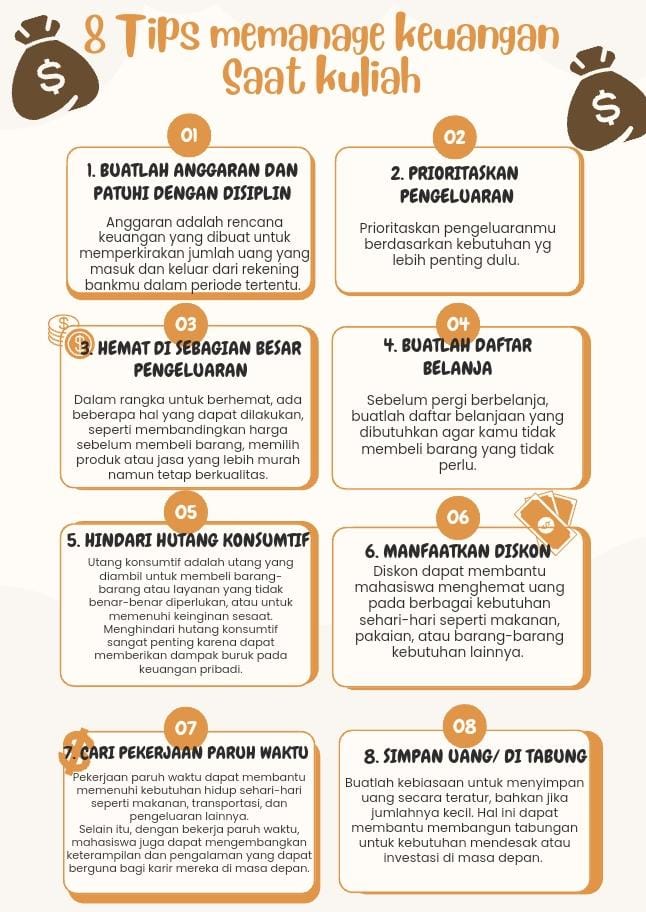 8 Tips memanage keuangan
Saat kuliah
$
$
01
1. BUATLAH ANGGARAN DAN
PATUHI DENGAN DISIPLIN
Anggaran adalah rencana
keuangan yang dibuat untuk
memperkirakan jumlah uang yang
masuk dan keluar dari rekening
bankmu dalam periode tertentu.
02
2. PRIORITASKAN
PENGELUARAN
Prioritaskan pengeluaranmu
berdasarkan kebutuhan yg
lebih penting dulu.
03
3. HEMAT DI SEBAGIAN BESAR
PENGELUARAN
Dalam rangka untuk berhemat, ada
beberapa hal yang dapat dilakukan,
seperti membandingkan harga
sebelum membeli barang, memilih
produk atau jasa yang lebih murah
namun tetap berkualitas.
04
4. BUATLAH DAFTAR
BELANJA
Sebelum pergi berbelanja,
buatlah daftar belanjaan yang
dibutuhkan agar kamu tidak
membeli barang yang tidak
perlu.
05
5. HINDARI HUTANG KONSUMTIF
Utang konsumtif adalah utang yang
diambil untuk membeli barang-
barang atau layanan yang tidak
benar-benar diperlukan, atau untuk
memenuhi keinginan sesaat.
Menghindari hutang konsumtif
sangat penting karena dapat
memberikan dampak buruk pada
keuangan pribadi.
06
6. MANFAATKAN DISKON
Diskon dapat membantu
mahasiswa menghemat uang
pada berbagai kebutuhan
sehari-hari seperti makanan,
pakaian, atau barang-barang
kebutuhan lainnya.
07
7. CARI PEKERJAAN PARUH WAKTU
Pekerjaan paruh waktu dapat membantu
memenuhi kebutuhan hidup sehari-hari
seperti makanan, transportasi, dan
pengeluaran lainnya.
Selain itu, dengan bekerja paruh waktu,
mahasiswa juga dapat mengembangkan
keterampilan dan pengalaman yang dapat
berguna bagi karir mereka di masa depan.
08
8. SIMPAN UANG/ DI TABUNG
Buatlah kebiasaan untuk menyimpan
uang secara teratur, bahkan jika
jumlahnya kecil. Hal ini dapat
membantu membangun tabungan
untuk kebutuhan mendesak atau
investasi di masa depan.